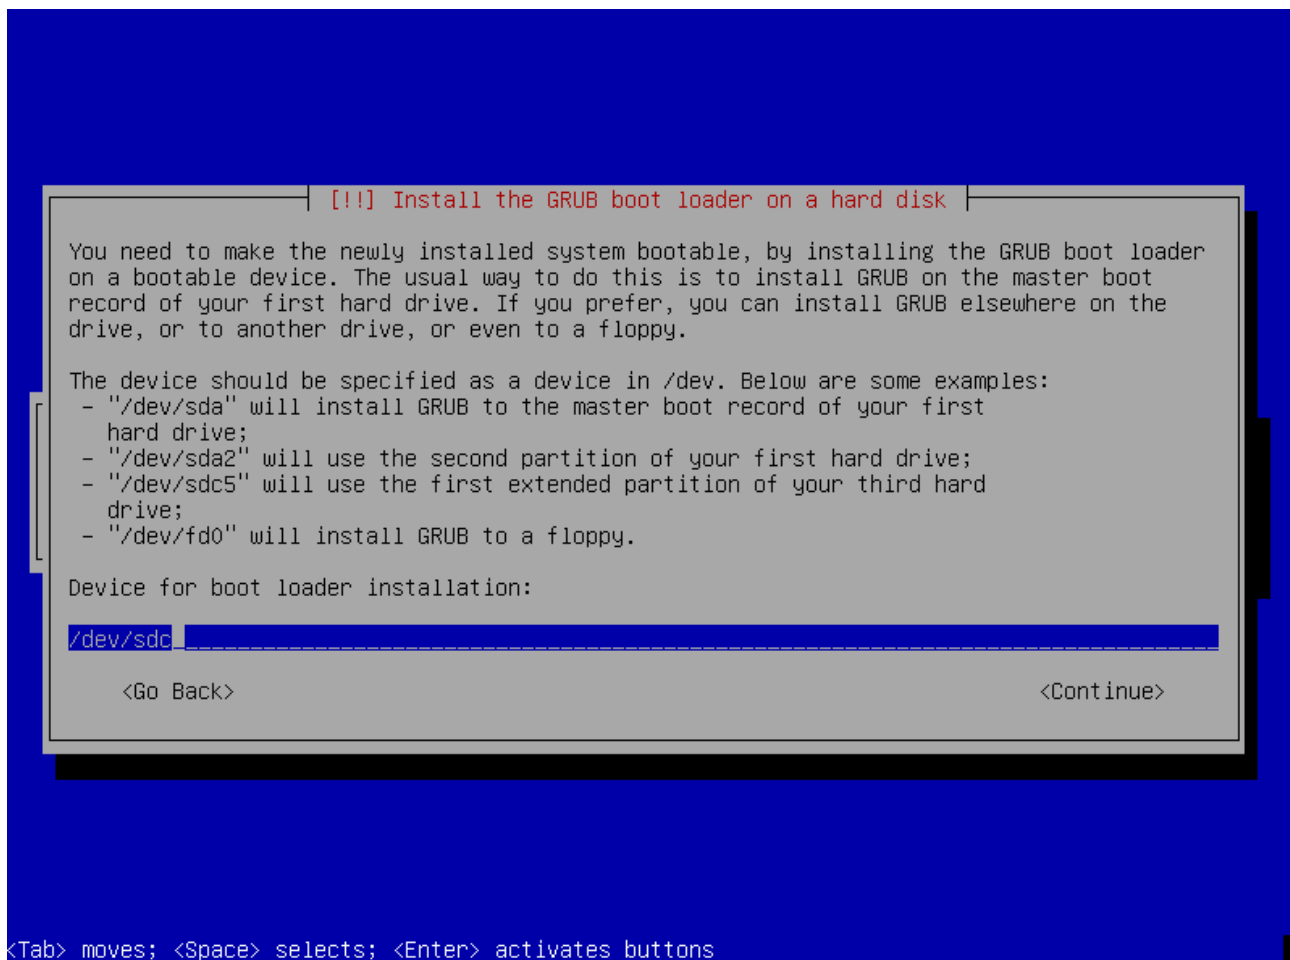 [!!] Install the GRUB boot loader on a hard disk
You need to make the newly installed system bootable, by installing the GRUB boot loader
on a bootable device. The usual way to do this is to install GRUB on the master boot
record of your first hard drive. If you prefer, you can install GRUB elsewhere on the
drive, or to another drive, or even to a floppy.
The device should be specified as a device in /dev. Below are some examples:
- "/dev/sda" will install GRUB to the master boot record of your first
hard drive;
- "/dev/sda2" will use the second partition of your first hard drive;
- "/dev/sdc5" will use the first extended partition of your third hard
drive;
- "/dev/fd0" will install GRUB to a floppy.
Device for boot loader installation:
/dev/sdc
<Go Back> <Continue>
<Tab> moves; <Space> selects; <Enter> activates buttons